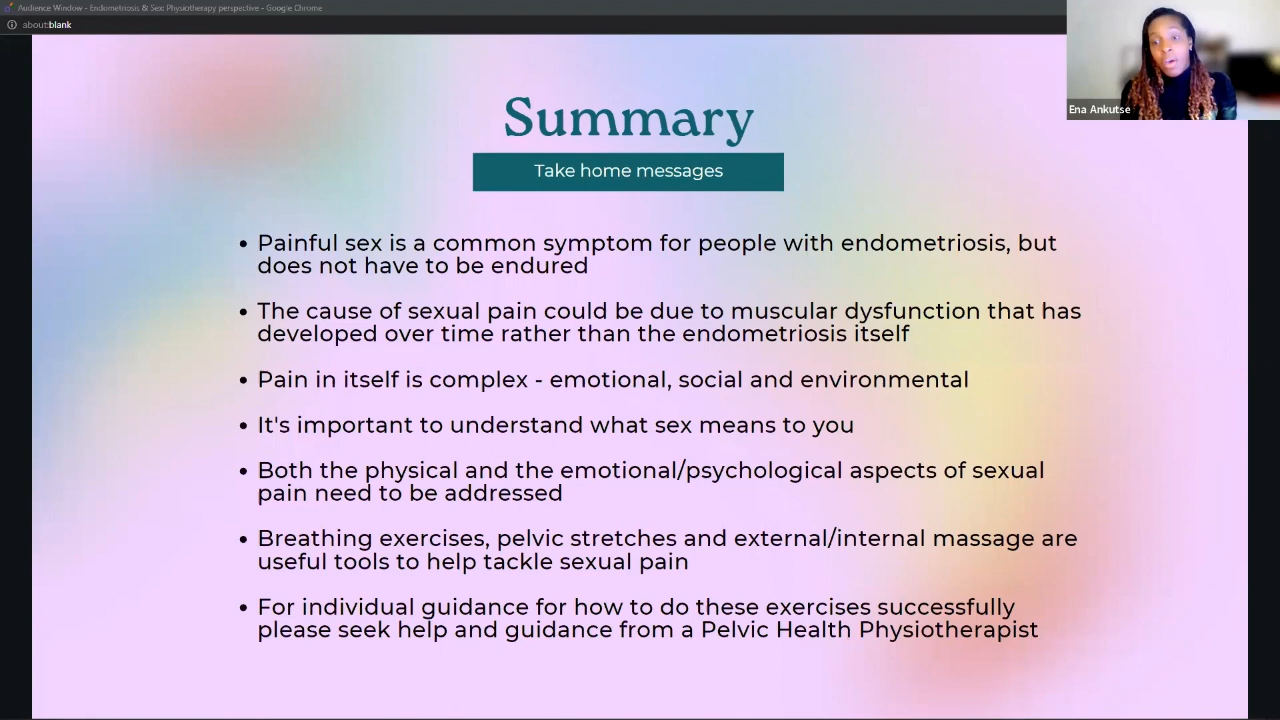 Audience Window - Endometriosis & Sex: Physiotherapy perspective - Google Chrome
about:blank
Ena Ankutse
Summary
Take home messages
• Painful sex is a common symptom for people with endometriosis, but
does not have to be endured
• The cause of sexual pain could be due to muscular dysfunction that has
developed over time rather than the endometriosis itself
• Pain in itself is complex - emotional, social and environmental
• It's important to understand what sex means to you
• Both the physical and the emotional/psychological aspects of sexual
pain need to be addressed
• Breathing exercises, pelvic stretches and external/internal massage are
useful tools to help tackle sexual pain
• For individual guidance for how to do these exercises successfully
please seek help and guidance from a Pelvic Health Physiotherapist